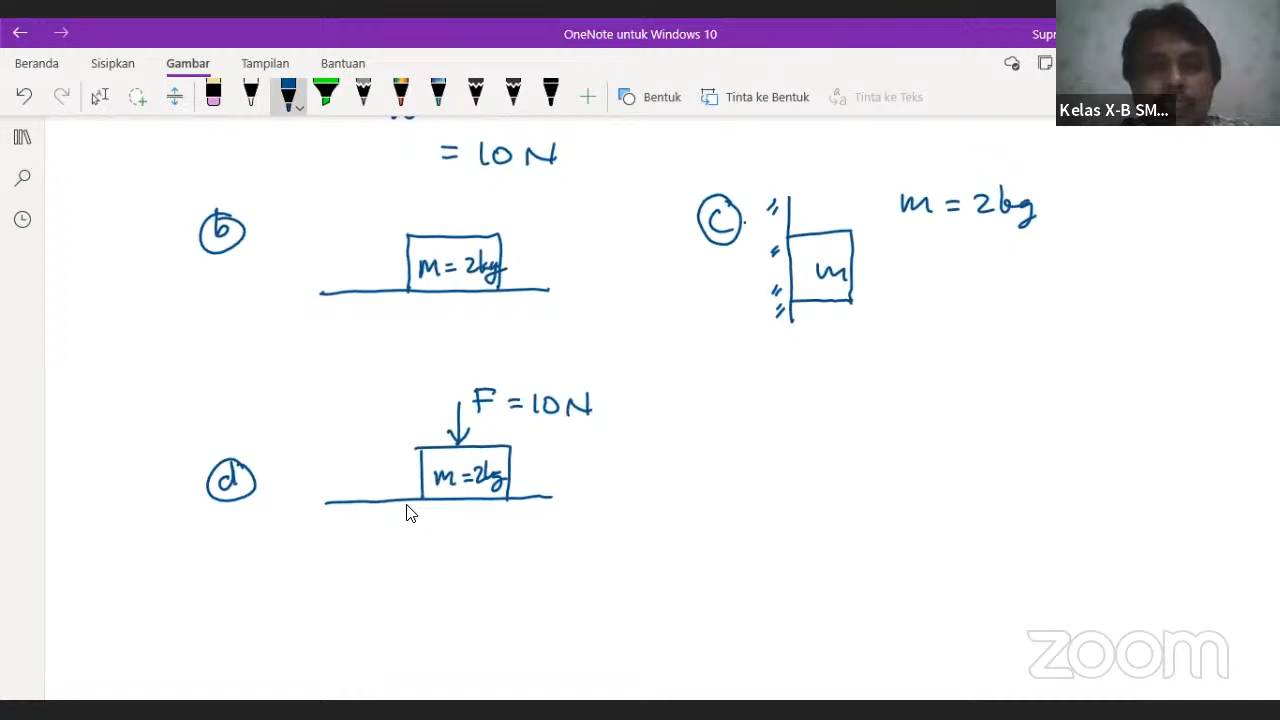 OneNote untuk Windows 10
Supr
Beranda Sisipkan Gambar Tampilan Bantuan
Bentuk Tinta ke Bentuk Tinta ke Teks
Kelas X-B SM...
= 10 N
b
m = 2kg
c
m
m = 2kg
F = 10 N
d
m = 2kg
zoom